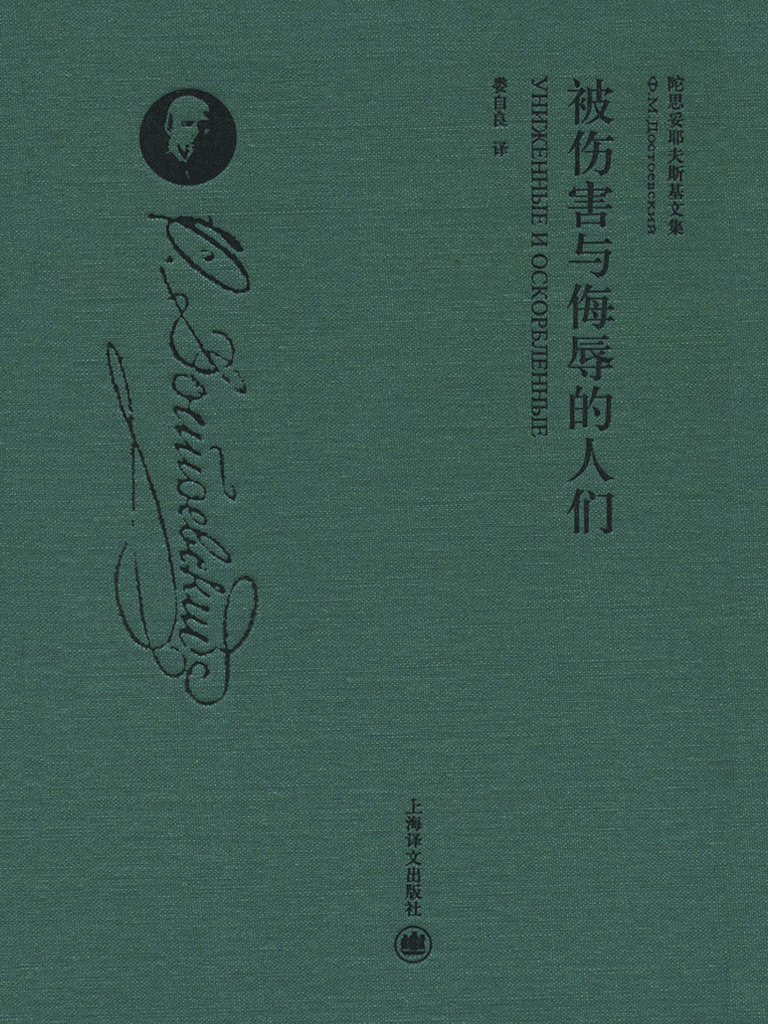 陀思妥耶夫斯基文集
Ф.М.Достоевский
被伤害与侮辱的人们
УНИЖЕННЫЕ И ОСКОРБЛЕННЫЕ
娄自良 译
Ѳ. Достоевский
上海译文出版社